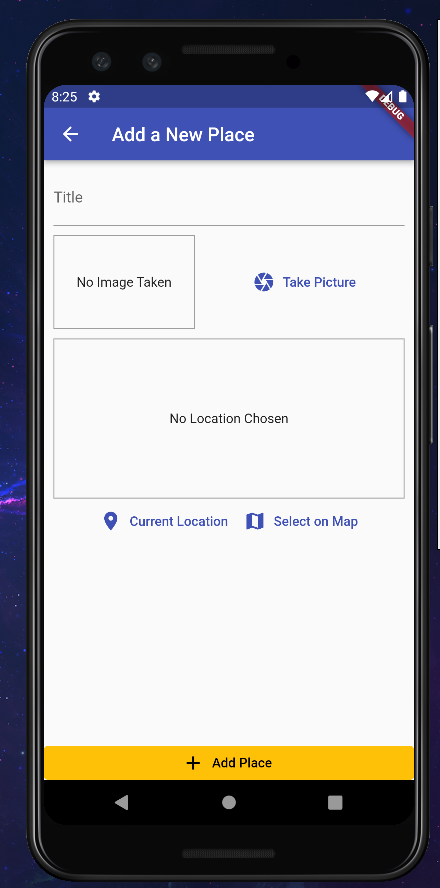 8:25
DEBUG
Add a New Place
Title
No Image Taken
Take Picture
No Location Chosen
Current Location
Select on Map
Add Place